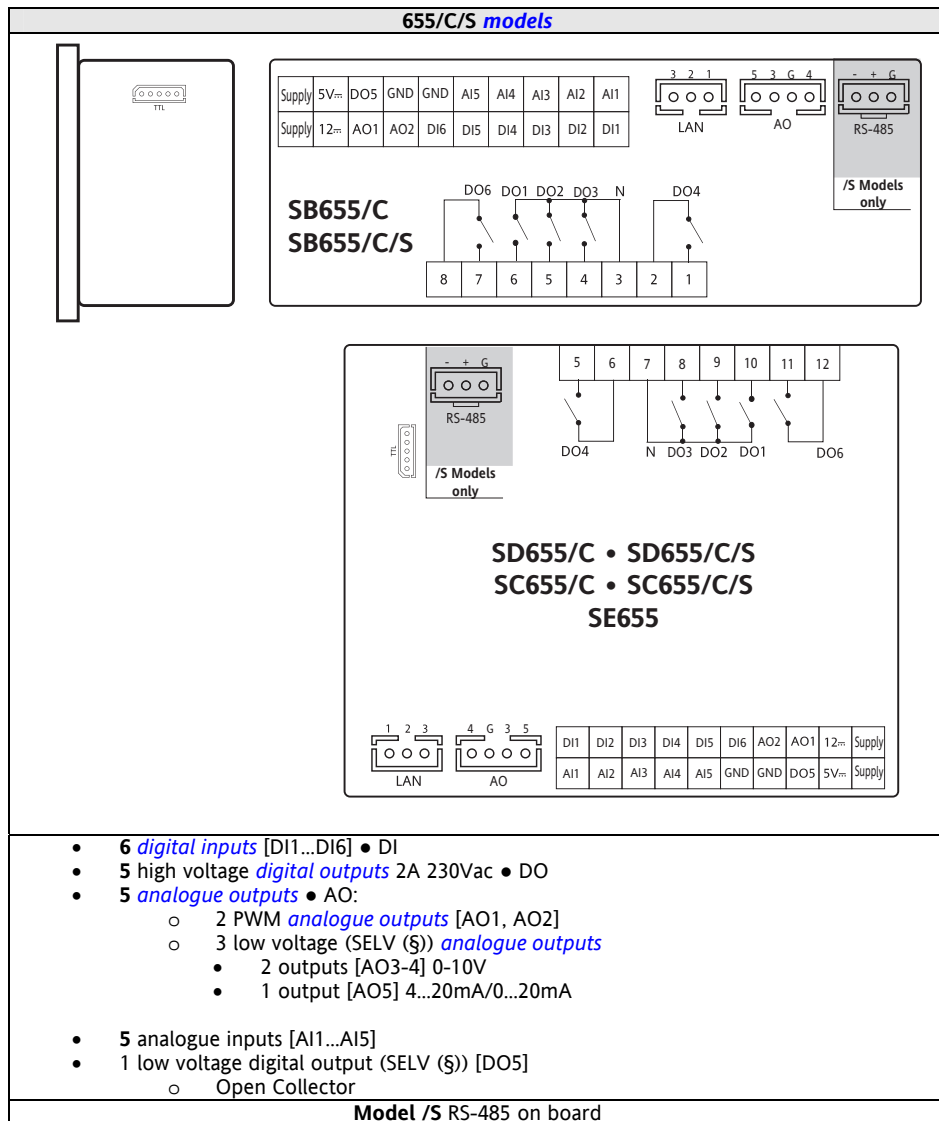 655/C/S models
TTL
Supply 5V⎓ DO5 GND GND AI5 AI4 AI3 AI2 AI1
Supply 12⎓ AO1 AO2 DI6 DI5 DI4 DI3 DI2 DI1
3 2 1
LAN
5 3 G 4
AO
- + G
RS-485
/S Models
only
SB655/C
SB655/C/S
DO6 DO1 DO2 DO3 N DO4
8 7 6 5 4 3 2 1
- + G
RS-485
TTL
/S Models
only
5 6 7 8 9 10 11 12
DO4 N DO3 DO2 DO1 DO6
SD655/C • SD655/C/S
SC655/C • SC655/C/S
SE655
1 2 3
LAN
4 G 3 5
AO
DI1 DI2 DI3 DI4 DI5 DI6 AO2 AO1 12⎓ Supply
AI1 AI2 AI3 AI4 AI5 GND GND DO5 5V⎓ Supply
• 6 digital inputs [DI1...DI6] ● DI
• 5 high voltage digital outputs 2A 230Vac ● DO
• 5 analogue outputs ● AO:
o 2 PWM analogue outputs [AO1, AO2]
o 3 low voltage (SELV (§)) analogue outputs
• 2 outputs [AO3-4] 0-10V
• 1 output [AO5] 4...20mA/0...20mA
• 5 analogue inputs [AI1...AI5]
• 1 low voltage digital output (SELV (§)) [DO5]
o Open Collector
Model /S RS-485 on board